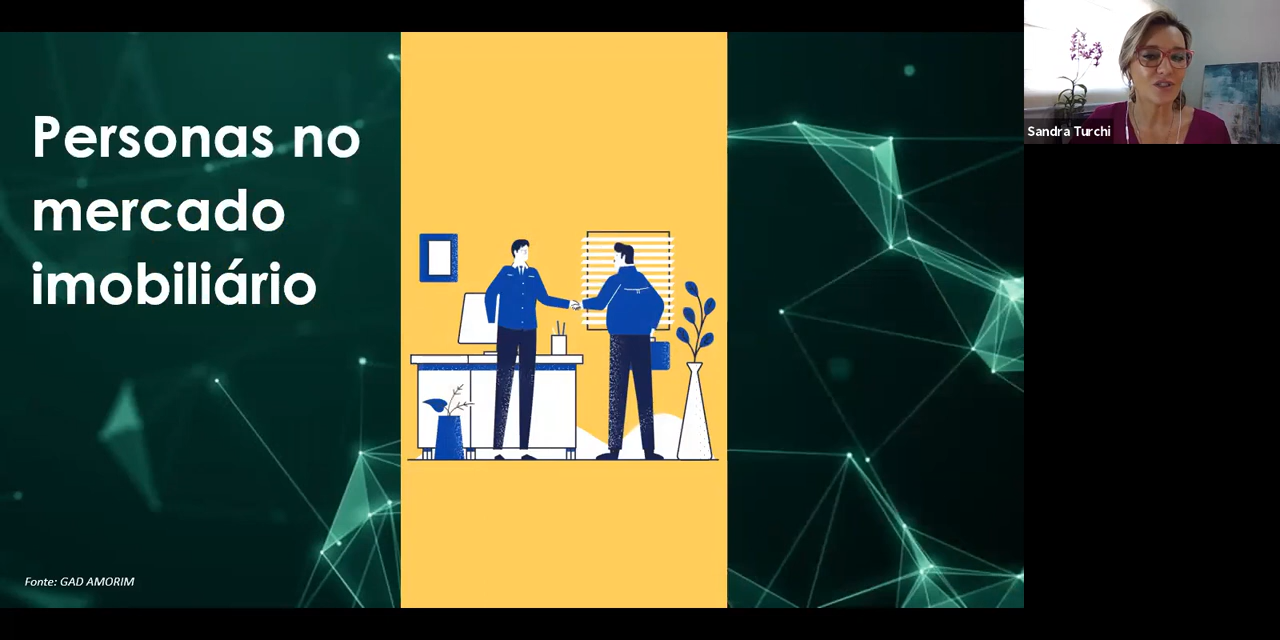 Personas no
mercado
imobiliário
Fonte: GAD AMORIM
Sandra Turchi